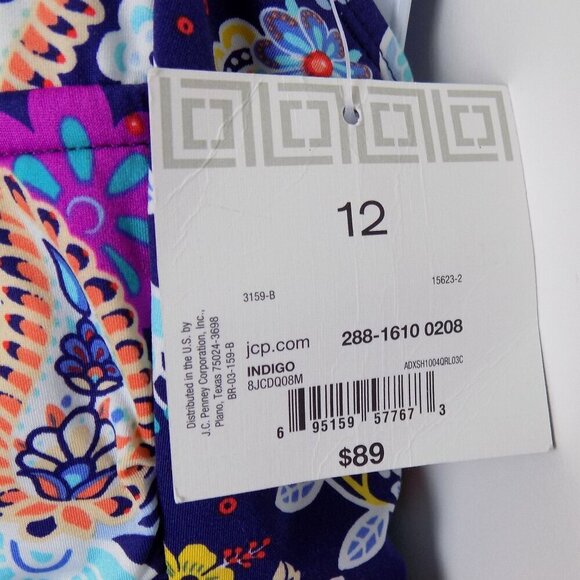 12
3159-B
15623-2
Distributed in the U.S. by
J.C. Penney Corporation, Inc.,
Plano, Texas 75024-3698
BR-03-159-B
jcp.com
288-1610 0208
INDIGO
8JCDQ08M
ADXSH1004QRL03C
6 95159 57767 3
$89